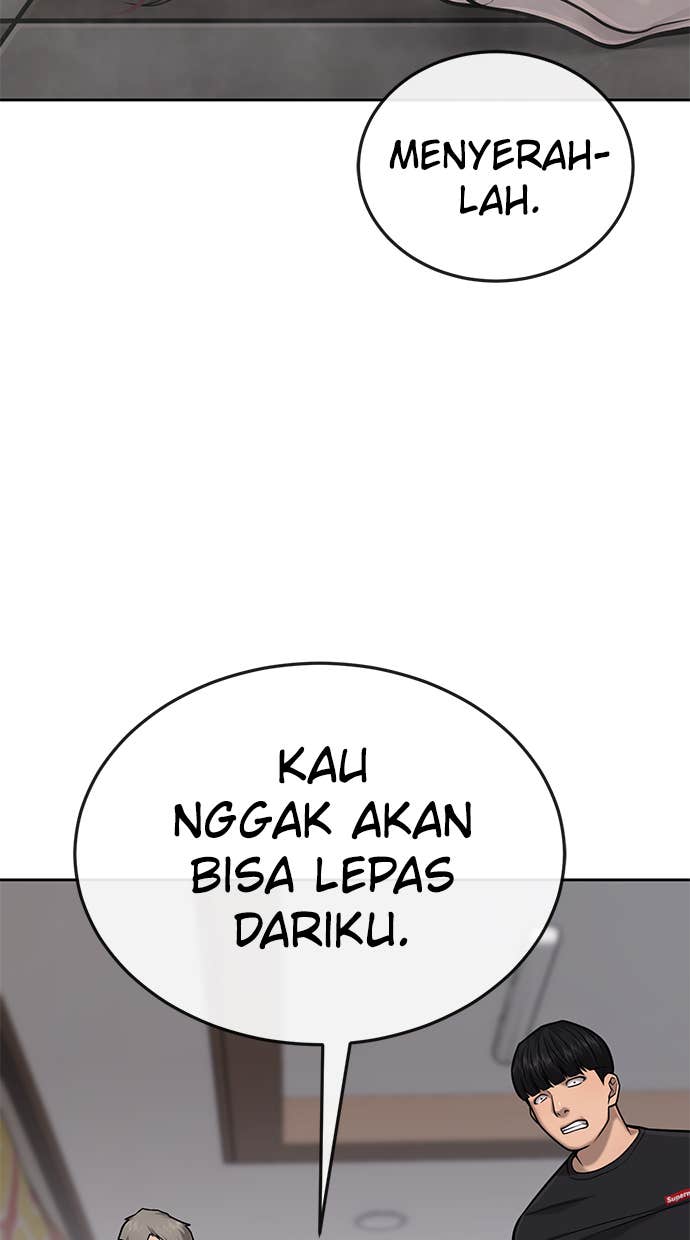 MENYERAH-
LAH.
KAU
NGGAK AKAN
BISA LEPAS
DARIKU.